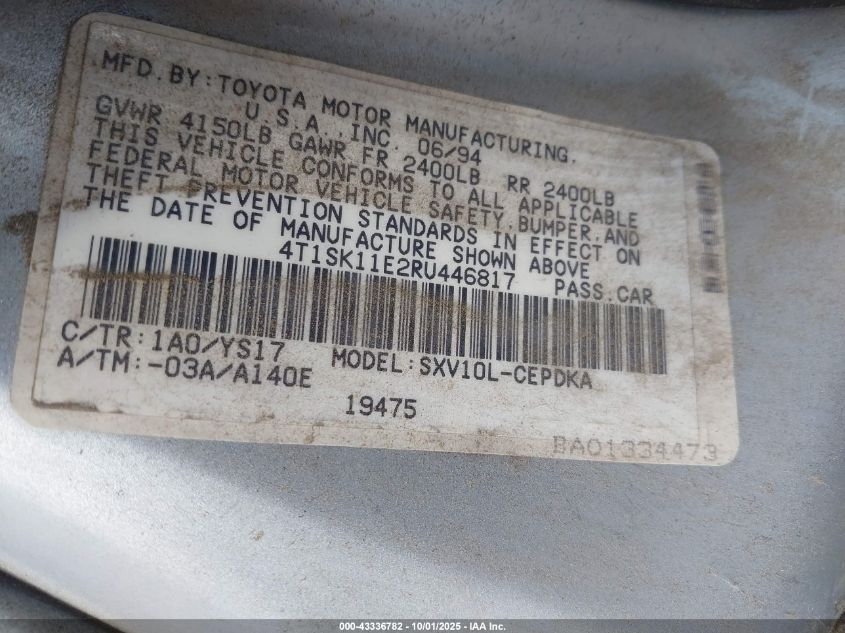 MFD. BY: TOYOTA MOTOR MANUFACTURING,
U.S.A., INC. 06/94
GVWR 4150LB GAWR FR 2400LB RR 2400LB
THIS VEHICLE CONFORMS TO ALL APPLICABLE
FEDERAL MOTOR VEHICLE SAFETY, BUMPER, AND
THEFT PREVENTION STANDARDS IN EFFECT ON
THE DATE OF MANUFACTURE SHOWN ABOVE
4T1SK11E2RU446817 PASS. CAR
C/TR: 1A0/YS17 MODEL: SXV10L-CEPDKA
A/TM: -03A/A140E
19475
BA01334473
000-43336782 - 10/01/2025 - IAA Inc.